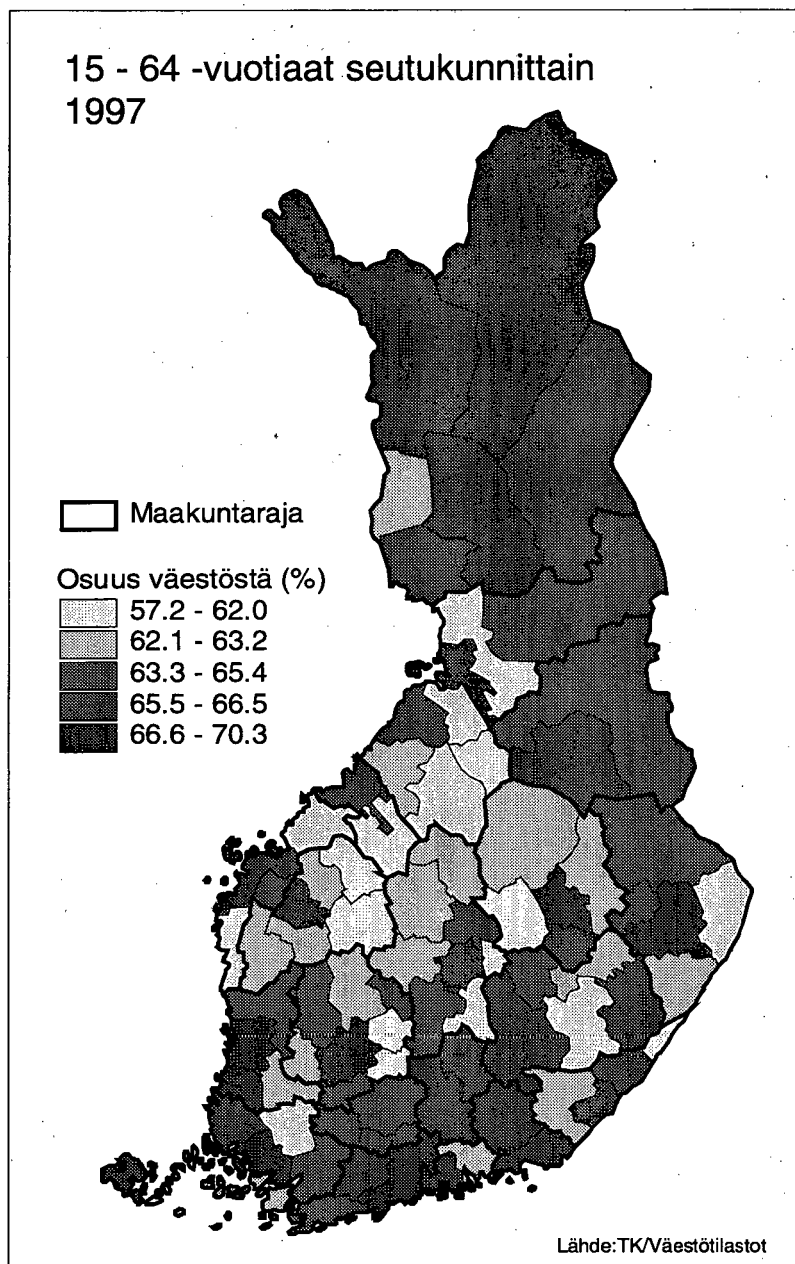 15 - 64 -vuotiaat seutukunnittain
1997
Maakuntaraja
Osuus väestöstä (%)
57.2 - 62.0
62.1 - 63.2
63.3 - 65.4
65.5 - 66.5
66.6 - 70.3
Lähde:TK/Väestötilastot